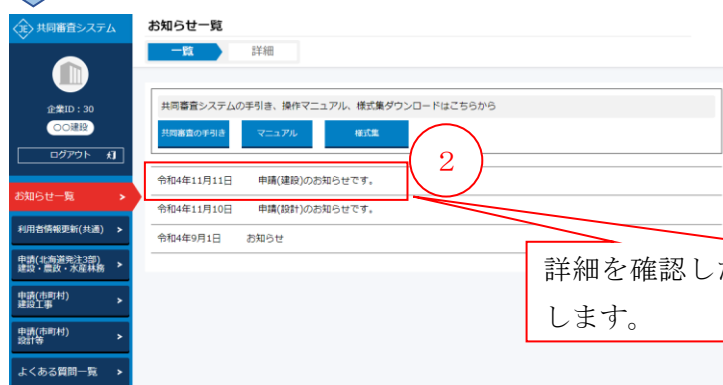 共同審査システム
企業ID：30
〇〇建設
ログアウト
お知らせ一覧 >
利用者情報更新(共通) >
申請(北海道発注3部)
建設・農政・水産林務 >
申請(市町村)
建設工事 >
申請(市町村)
設計等 >
よくある質問一覧 >
お知らせ一覧
一覧
詳細
共同審査システムの手引き、操作マニュアル、様式集ダウンロードはこちらから
共同審査の手引き
マニュアル
様式集
令和4年11月11日 申請(建設)のお知らせです。
令和4年11月10日 申請(設計)のお知らせです。
令和4年9月1日 お知らせ
2
詳細を確認した
します。